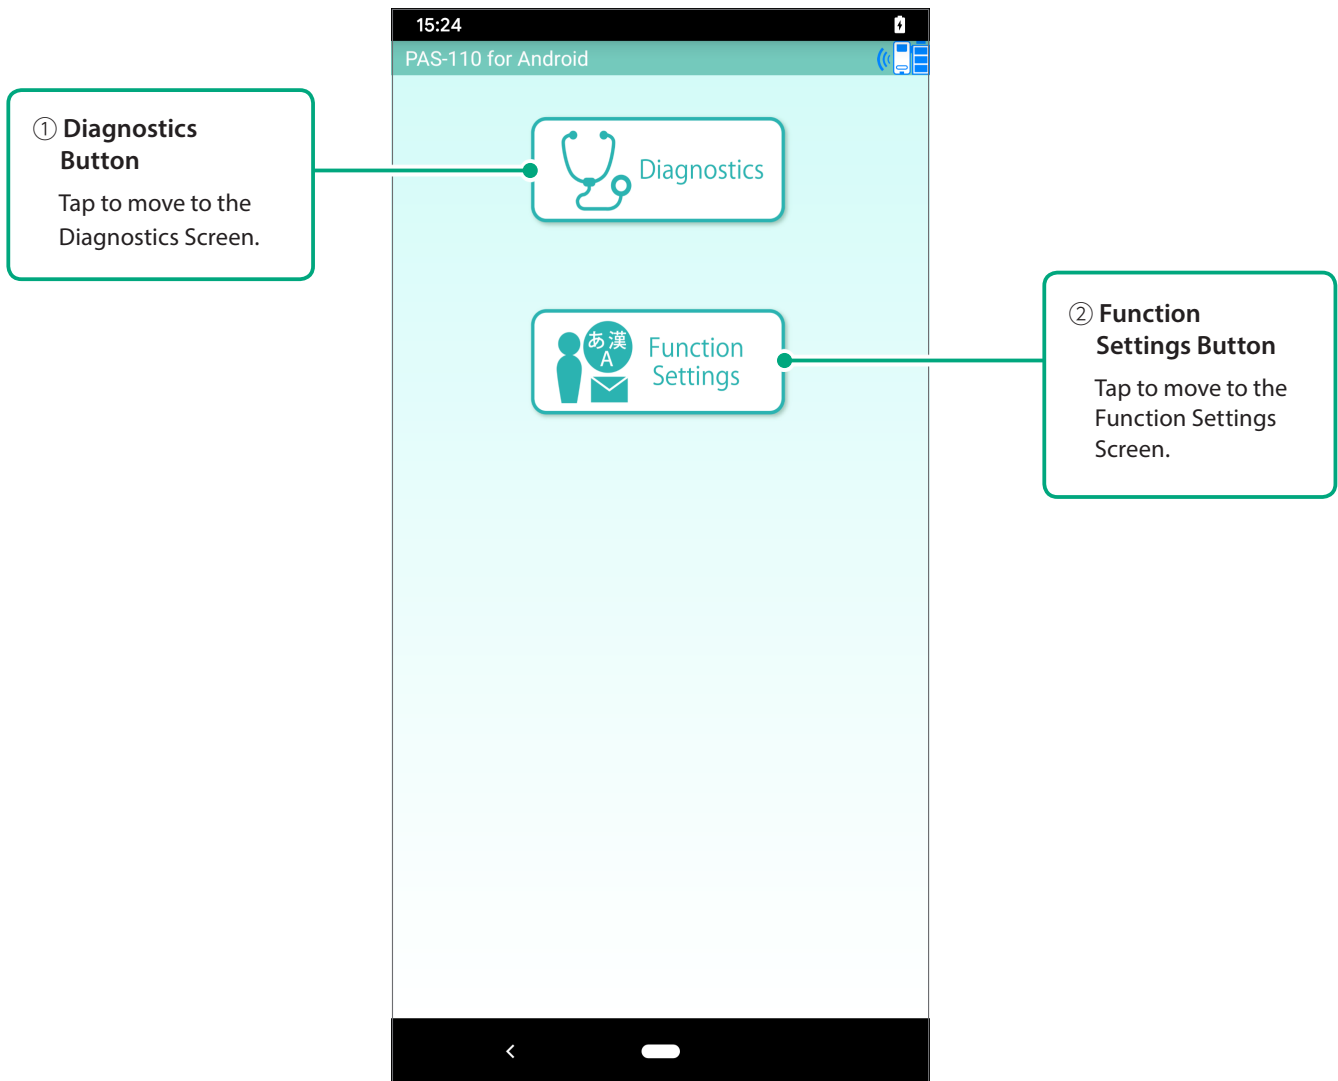 15:24
PAS-110 for Android
① Diagnostics
Button
Tap to move to the
Diagnostics Screen.
Diagnostics
あ漢
A
Function
Settings
② Function
Settings Button
Tap to move to the
Function Settings
Screen.